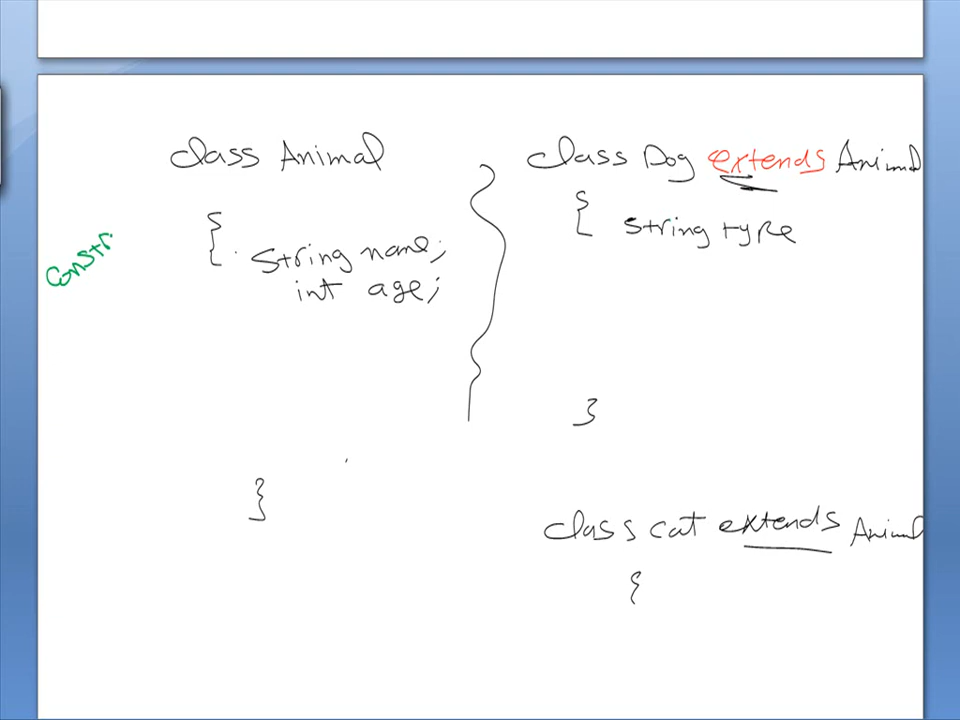 class Animal
{
String name;
int age;
}
Constr
class Dog extends Animal
{ String type
}
class cat extends Animal
{